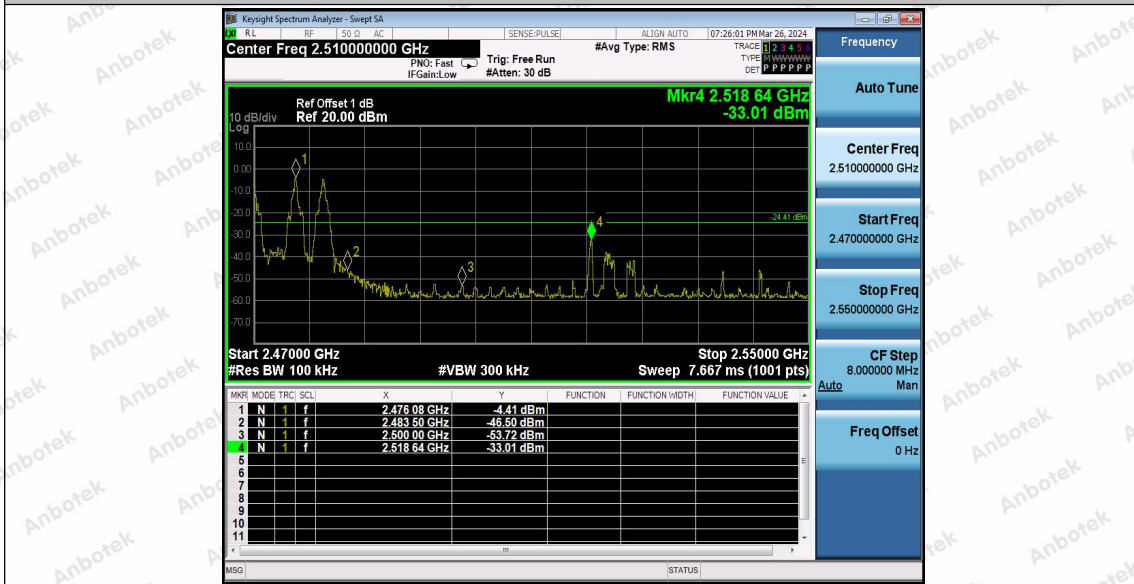 Keysight Spectrum Analyzer - Swept SA
LXI RL RF 50 Ω AC SENSE:PULSE ALIGN AUTO 07:26:01 PM Mar 26, 2024
Center Freq 2.510000000 GHz
PNO: Fast
IFGain:Low
Trig: Free Run
#Atten: 30 dB
#Avg Type: RMS
TRACE 1 2 3 4 5 6
TYPE M W W W W W
DET P P P P P P
Ref Offset 1 dB
10 dB/div Ref 20.00 dBm
Log
Mkr4 2.518 64 GHz
-33.01 dBm
10.0
0.00
-10.0
-20.0
-30.0
-40.0
-50.0
-60.0
-70.0
1
2
3
4
-24.41 dBm
Start 2.47000 GHz Stop 2.55000 GHz
#Res BW 100 kHz #VBW 300 kHz Sweep 7.667 ms (1001 pts)
MKR MODE TRC SCL X Y FUNCTION FUNCTION WIDTH FUNCTION VALUE
1 N 1 f 2.476 08 GHz -4.41 dBm
2 N 1 f 2.483 50 GHz -46.50 dBm
3 N 1 f 2.500 00 GHz -53.72 dBm
4 N 1 f 2.518 64 GHz -33.01 dBm
5
6
7
8
9
10
11
MSG STATUS
Frequency
Auto Tune
Center Freq
2.510000000 GHz
Start Freq
2.470000000 GHz
Stop Freq
2.550000000 GHz
CF Step
8.000000 MHz
Auto Man
Freq Offset
0 Hz
Anbotek